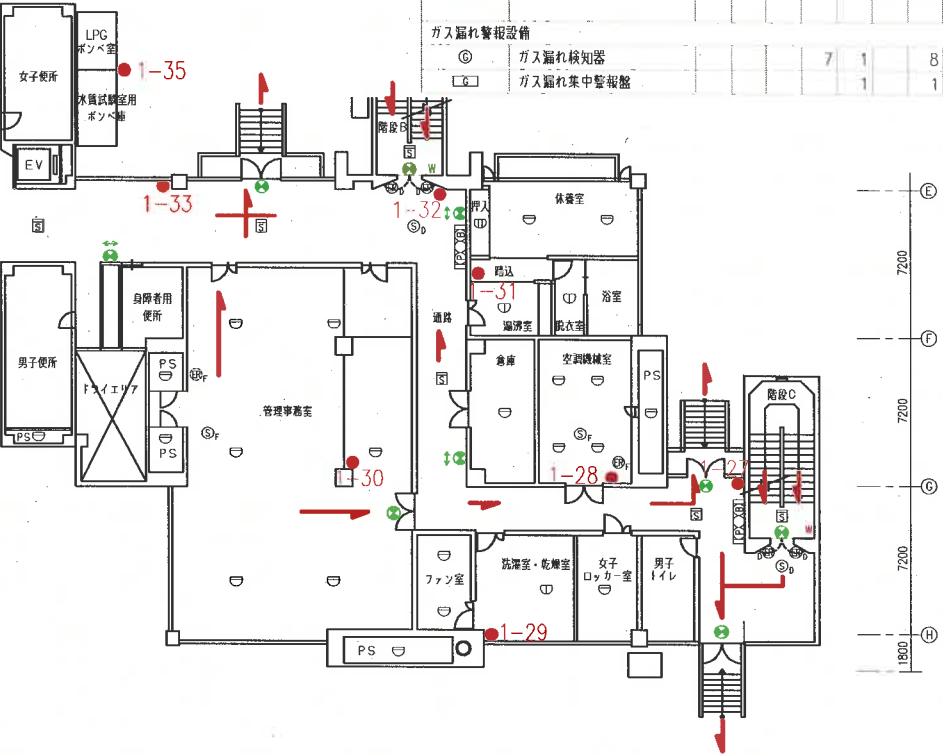 ガス漏れ警報設備
G ガス漏れ検知器 7 1 8
G ガス漏れ集中警報盤 1 1
LPG
ボンベ室
女子便所
1-35
水質試験室用
ボンベ庫
階段B
EV
S
W
1-33
1-32
押入
休養室
E
S
S
S D
7200
踏込
1-31
浴室
身障者用
便所
通路
湯沸室
脱衣室
F
男子便所
PS
ドライエリア
倉庫
空調機械室
PS
階段C
S
F
管理事務室
7200
S F
PS
PS
S F
1-30
1-28
1-27
G
S
S
W
洗濯室・乾燥室
女子
ロッカー室
男子
トイレ
ファン室
S D
7200
1-29
H
PS
1800